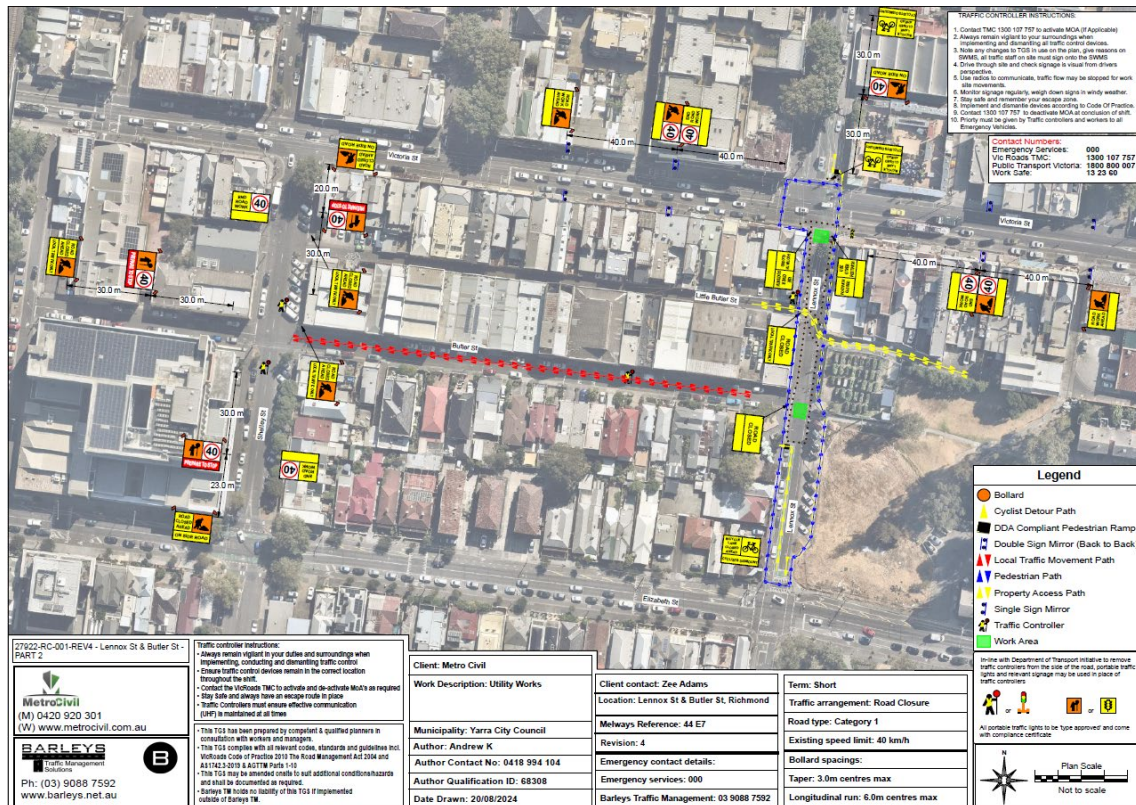 TRAFFIC CONTROLLER INSTRUCTIONS:
1. Contact TMC 1300 107 757 to activate MOA (If Applicable)
2. Always remain vigilant to your surroundings when
implementing and dismantling all traffic control devices.
3. Note any changes to TGS in use on the plan, give reasons on
SWMS, all traffic staff on site must sign onto the SWMS
4. Drive through site and check signage is visual from drivers
perspective.
5. Use radios to communicate, traffic flow may be stopped for work
site movements.
6. Monitor signage regularly, weigh down signs in windy weather.
7. Stay safe and remember your escape zone.
8. Implement and dismantle devices according to Code Of Practice.
9. Contact 1300 107 757 to deactivate MOA at conclusion of shift.
10. Priority must be given by Traffic controllers and workers to all
Emergency Vehicles.
Contact Numbers:
Emergency Services: 000
Vic Roads TMC: 1300 107 757
Public Transport Victoria: 1800 800 007
Work Safe: 13 23 60
30.0 m
40
30.0 m
40.0 m
40 40
40.0 m
Victoria St
20.0 m
40
PREPARE TO STOP
30.0 m
40
PREPARE TO STOP
40
30.0 m
30.0 m
Victoria St
40.0 m
40 40
40.0 m
Little Butler St
Lennox St
ROAD
CLOSED
Butler St
ROAD
CLOSED
Shelley St
30.0 m
40
PREPARE TO STOP
23.0 m
40
ROAD
CLOSED
AHEAD
ON SIDE ROAD
Lennox St
Elizabeth St
Legend
Bollard
Cyclist Detour Path
DDA Compliant Pedestrian Ramp
Double Sign Mirror (Back to Back)
Local Traffic Movement Path
Pedestrian Path
Property Access Path
Single Sign Mirror
Traffic Controller
Work Area
In-line with Department of Transport initiative to remove
traffic controllers from the side of the road, portable traffic
lights and relevant signage may be used in place of
traffic controllers
or
or
All portable traffic lights to be 'type approved' and come
with compliance certificate
N
Plan Scale
Not to scale
27922-RC-001-REV4 - Lennox St & Butler St -
PART 2
MetroCivil
(M) 0420 920 301
(W) www.metrocivil.com.au
BARLEYS
Traffic Management
Solutions
B
Ph: (03) 9088 7592
www.barleys.net.au
Traffic controller instructions:
• Always remain vigilant in your duties and surroundings when
implementing, conducting and dismantling traffic control
• Ensure traffic control devices remain in the correct location
throughout the shift.
• Contact the VicRoads TMC to activate and de-activate MoA's as required
• Stay Safe and always have an escape route in place
• Traffic Controllers must ensure effective communication
(UHF) is maintained at all times
• This TGS has been prepared by competent & qualified planners in
consultation with workers and managers.
• This TGS complies with all relevant codes, standards and guidelines incl.
VicRoads Code of Practice 2010 The Road Management Act 2004 and
AS1742.3-2019 & AGTTM Parts 1-10
• This TGS may be amended onsite to suit additional conditions/hazards
and shall be documented as required.
• Barleys TM holds no liability of this TGS if implemented
outside of Barleys TM.
Client: Metro Civil
Work Description: Utility Works
Municipality: Yarra City Council
Author: Andrew K
Author Contact No: 0418 994 104
Author Qualification ID: 68308
Date Drawn: 20/08/2024
Client contact: Zee Adams
Location: Lennox St & Butler St, Richmond
Melways Reference: 44 E7
Revision: 4
Emergency contact details:
Emergency services: 000
Barleys Traffic Management: 03 9088 7592
Term: Short
Traffic arrangement: Road Closure
Road type: Category 1
Existing speed limit: 40 km/h
Bollard spacings:
Taper: 3.0m centres max
Longitudinal run: 6.0m centres max